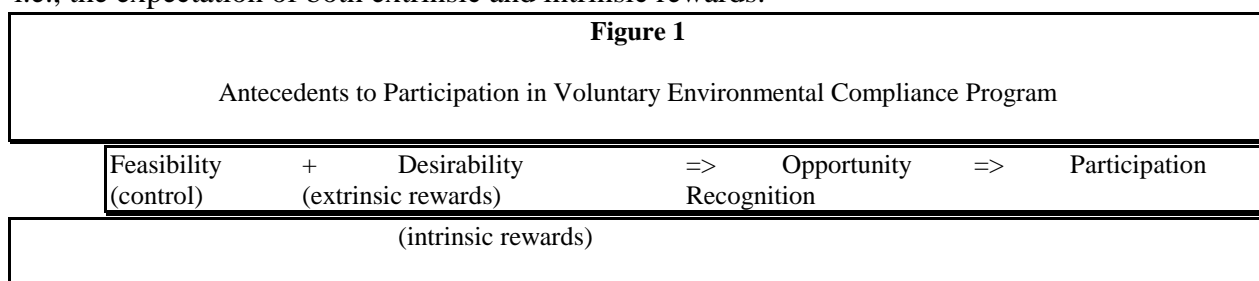 i.e., the expectation of both extrinsic and intrinsic rewards.
Figure 1
Antecedents to Participation in Voluntary Environmental Compliance Program
Feasibility + Desirability => Opportunity => Participation
(control) (extrinsic rewards) Recognition
(intrinsic rewards)